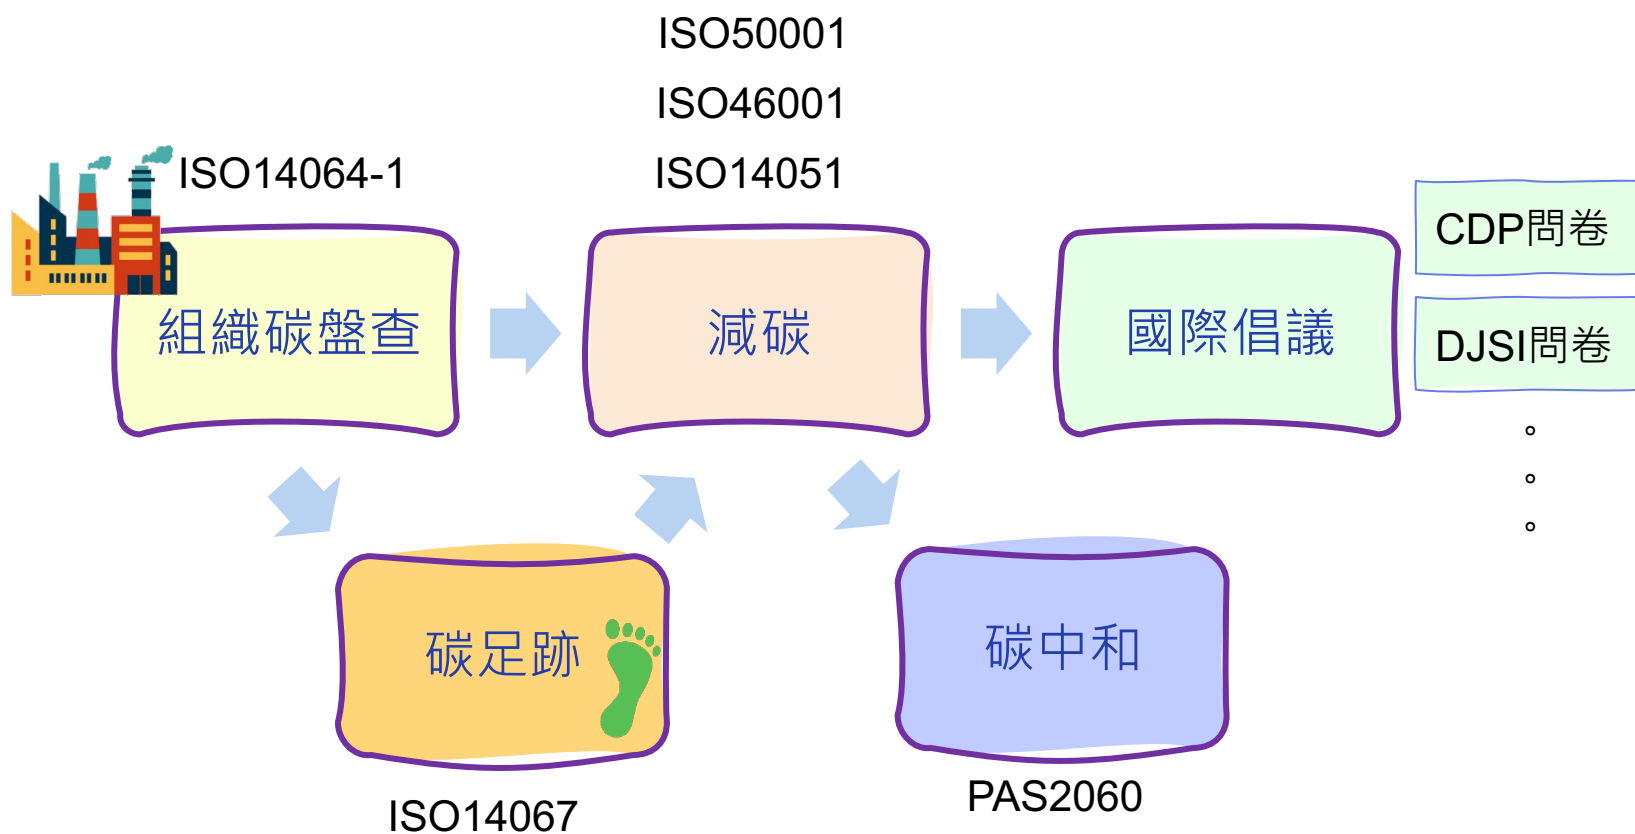 ISO50001
ISO46001
ISO14064-1
ISO14051
組織碳盤查
減碳
國際倡議
CDP問卷
DJSI問卷
。
。
。
碳足跡
碳中和
ISO14067
PAS2060